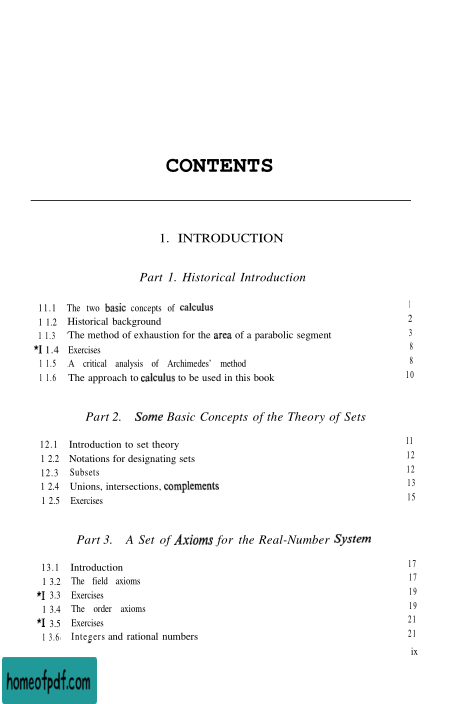 CONTENTS
1. INTRODUCTION
Part 1. Historical Introduction
11.1 The two basic concepts of calculus 1
1 1.2 Historical background 2
1 1.3 The method of exhaustion for the area of a parabolic segment 3
*I 1.4 Exercises 8
1 1.5 A critical analysis of Archimedes' method 8
1 1.6 The approach to calculus to be used in this book 10
Part 2. Some Basic Concepts of the Theory of Sets
12.1 Introduction to set theory 11
1 2.2 Notations for designating sets 12
12.3 Subsets 12
1 2.4 Unions, intersections, complements 13
1 2.5 Exercises 15
Part 3. A Set of Axioms for the Real-Number System
13.1 Introduction 17
1 3.2 The field axioms 17
*I 3.3 Exercises 19
1 3.4 The order axioms 19
*I 3.5 Exercises 21
1 3.6 Integers and rational numbers 21
ix
homeofpdf.com